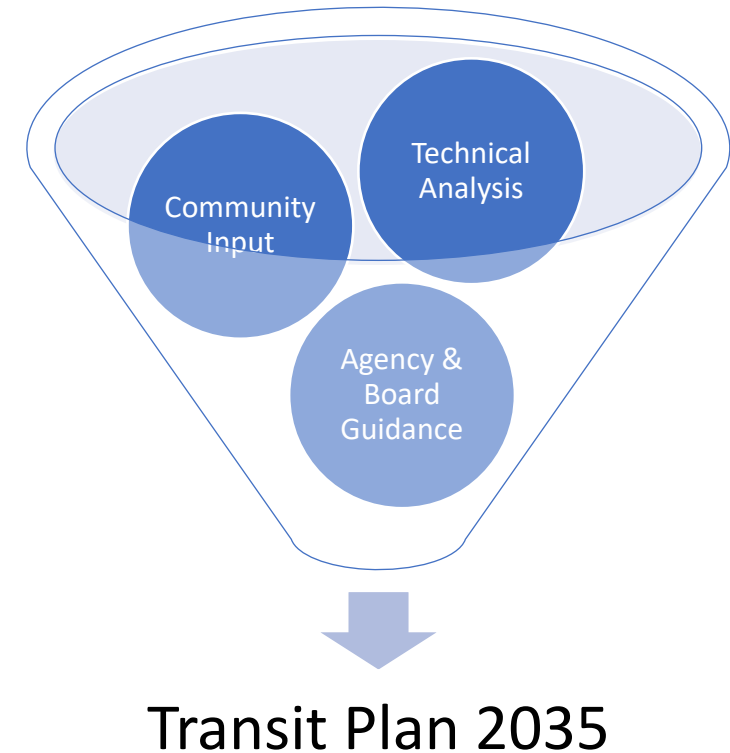 Technical
Analysis
Community
Input
Agency &
Board
Guidance
Transit Plan 2035